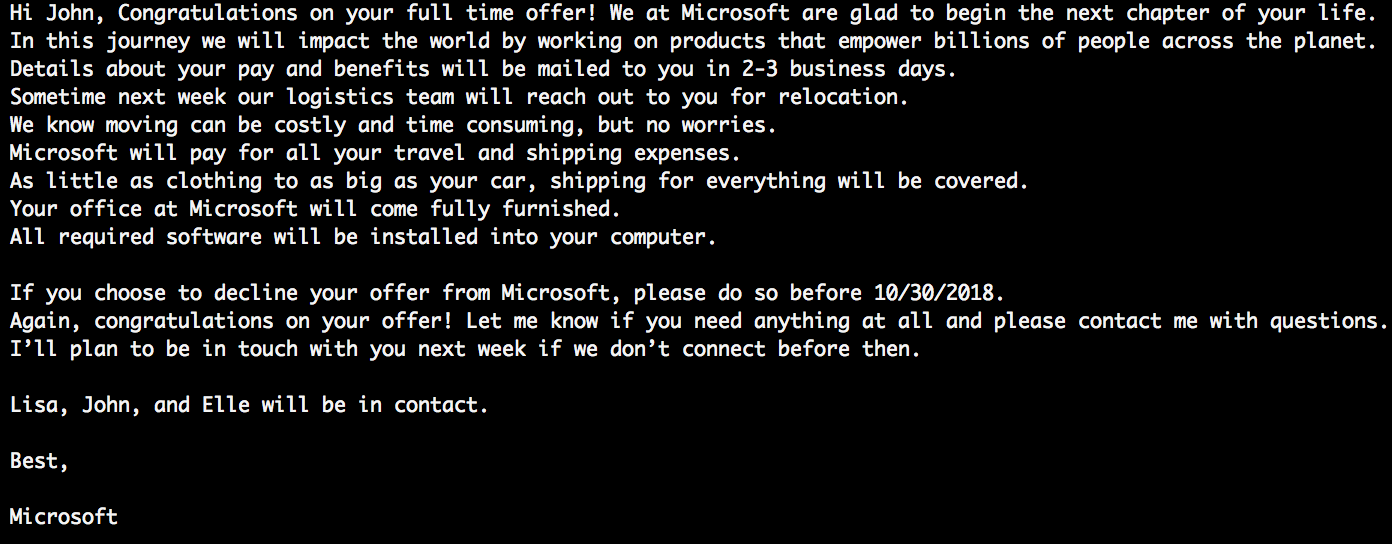 Hi John, Congratulations on your full time offer! We at Microsoft are glad to begin the next chapter of your life.
In this journey we will impact the world by working on products that empower billions of people across the planet.
Details about your pay and benefits will be mailed to you in 2-3 business days.
Sometime next week our logistics team will reach out to you for relocation.
We know moving can be costly and time consuming, but no worries.
Microsoft will pay for all your travel and shipping expenses.
As little as clothing to as big as your car, shipping for everything will be covered.
Your office at Microsoft will come fully furnished.
All required software will be installed into your computer.
If you choose to decline your offer from Microsoft, please do so before 10/30/2018.
Again, congratulations on your offer! Let me know if you need anything at all and please contact me with questions.
I’ll plan to be in touch with you next week if we don’t connect before then.
Lisa, John, and Elle will be in contact.
Best,
Microsoft